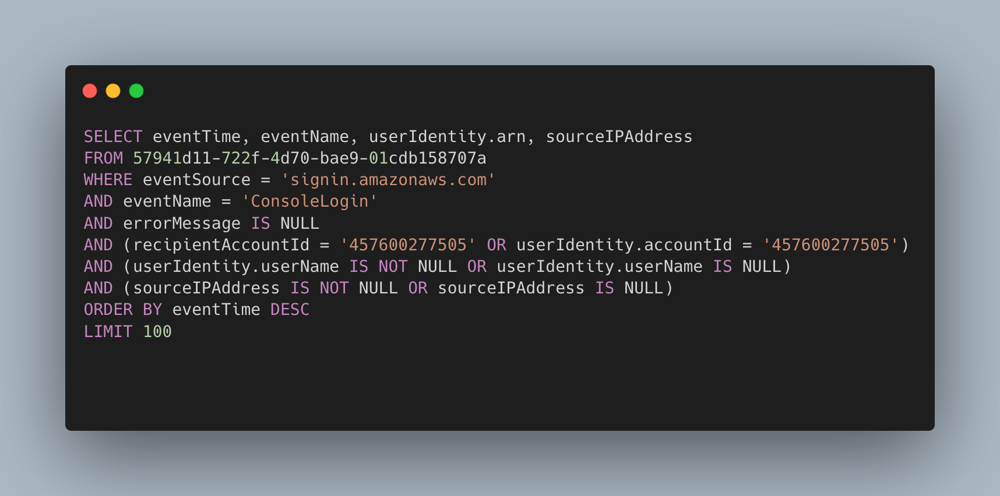 SELECT eventTime, eventName, userIdentity.arn, sourceIPAddress
FROM 57941d11-722f-4d70-bae9-01cdb158707a
WHERE eventSource = 'signin.amazonaws.com'
AND eventName = 'ConsoleLogin'
AND errorMessage IS NULL
AND (recipientAccountId = '457600277505' OR userIdentity.accountId = '457600277505')
AND (userIdentity.userName IS NOT NULL OR userIdentity.userName IS NULL)
AND (sourceIPAddress IS NOT NULL OR sourceIPAddress IS NULL)
ORDER BY eventTime DESC
LIMIT 100